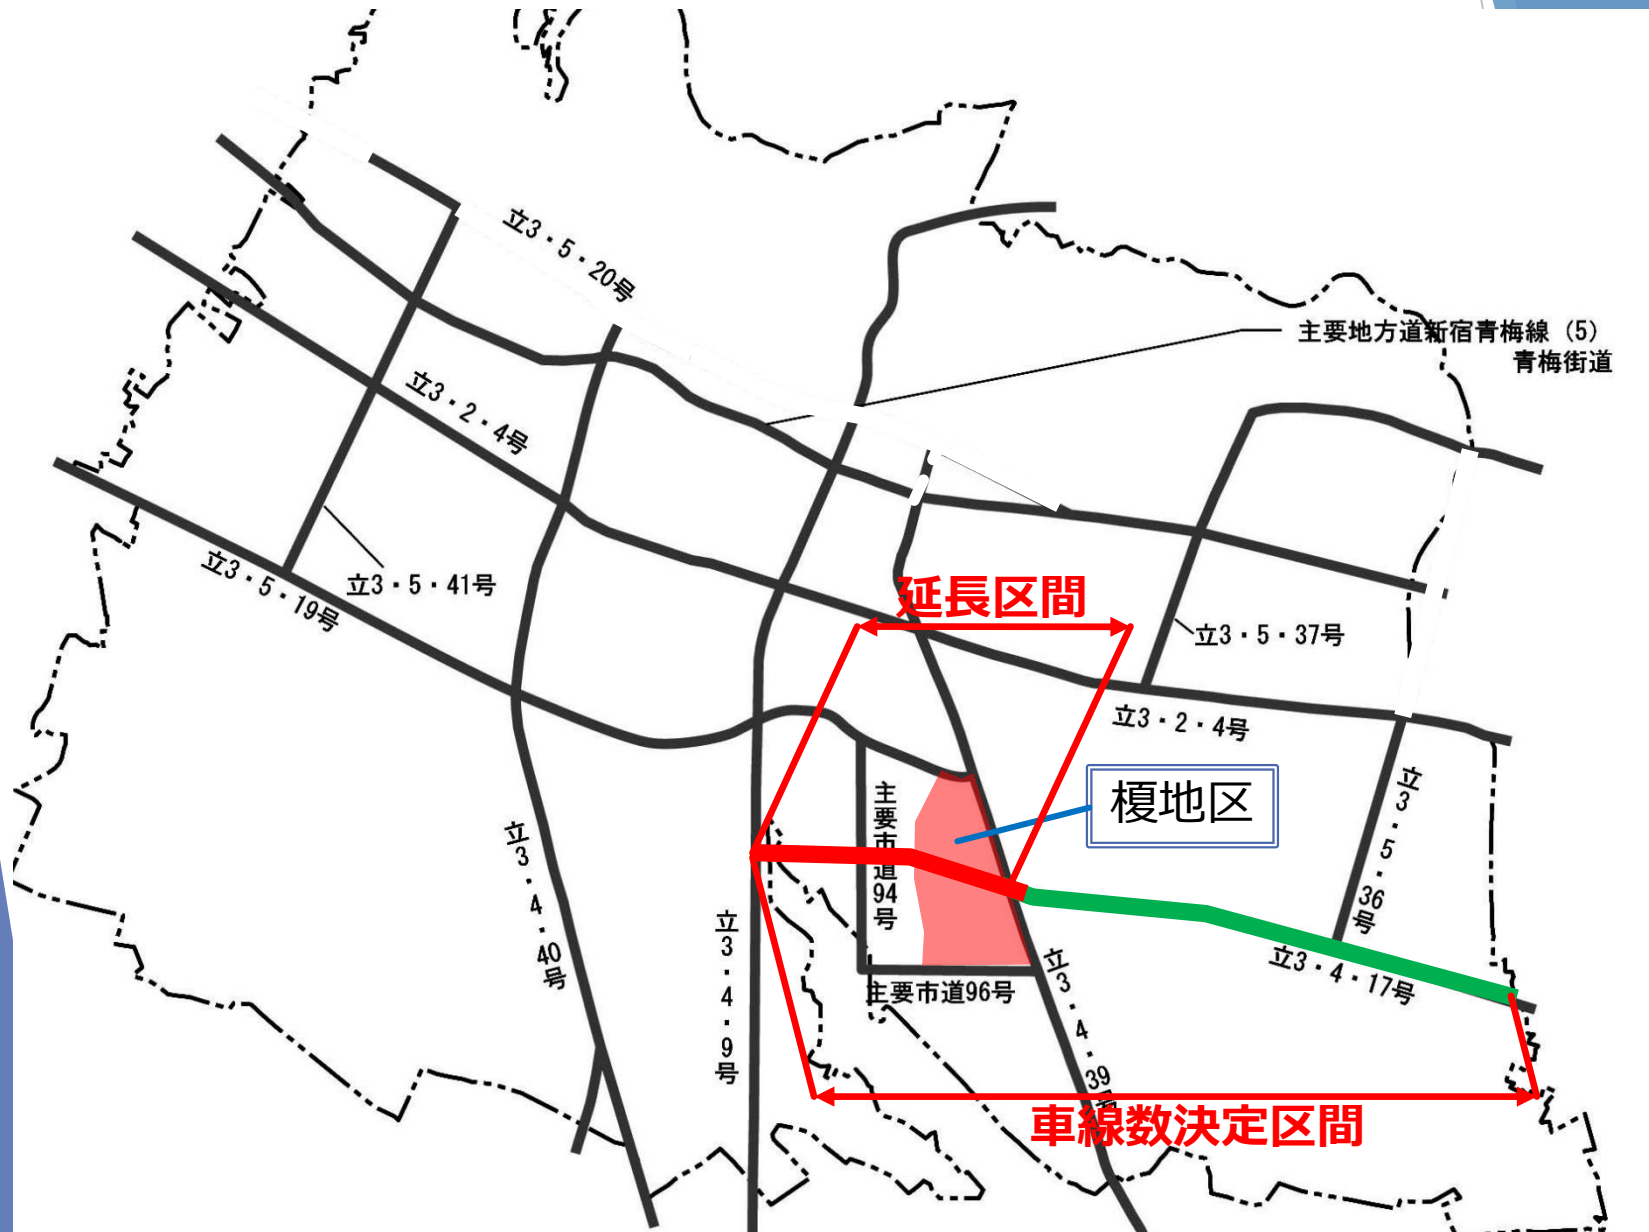 立3・5・20号
主要地方道新宿青梅線（5）
青梅街道
立3・2・4号
立3・5・19号
立3・5・41号
延長区間
立3・5・37号
立3・2・4号
榎地区
主要市道94号
立3・5・36号
立3・4・40号
立3・4・9号
立3・4・17号
主要市道96号
立3・4・39号
車線数決定区間